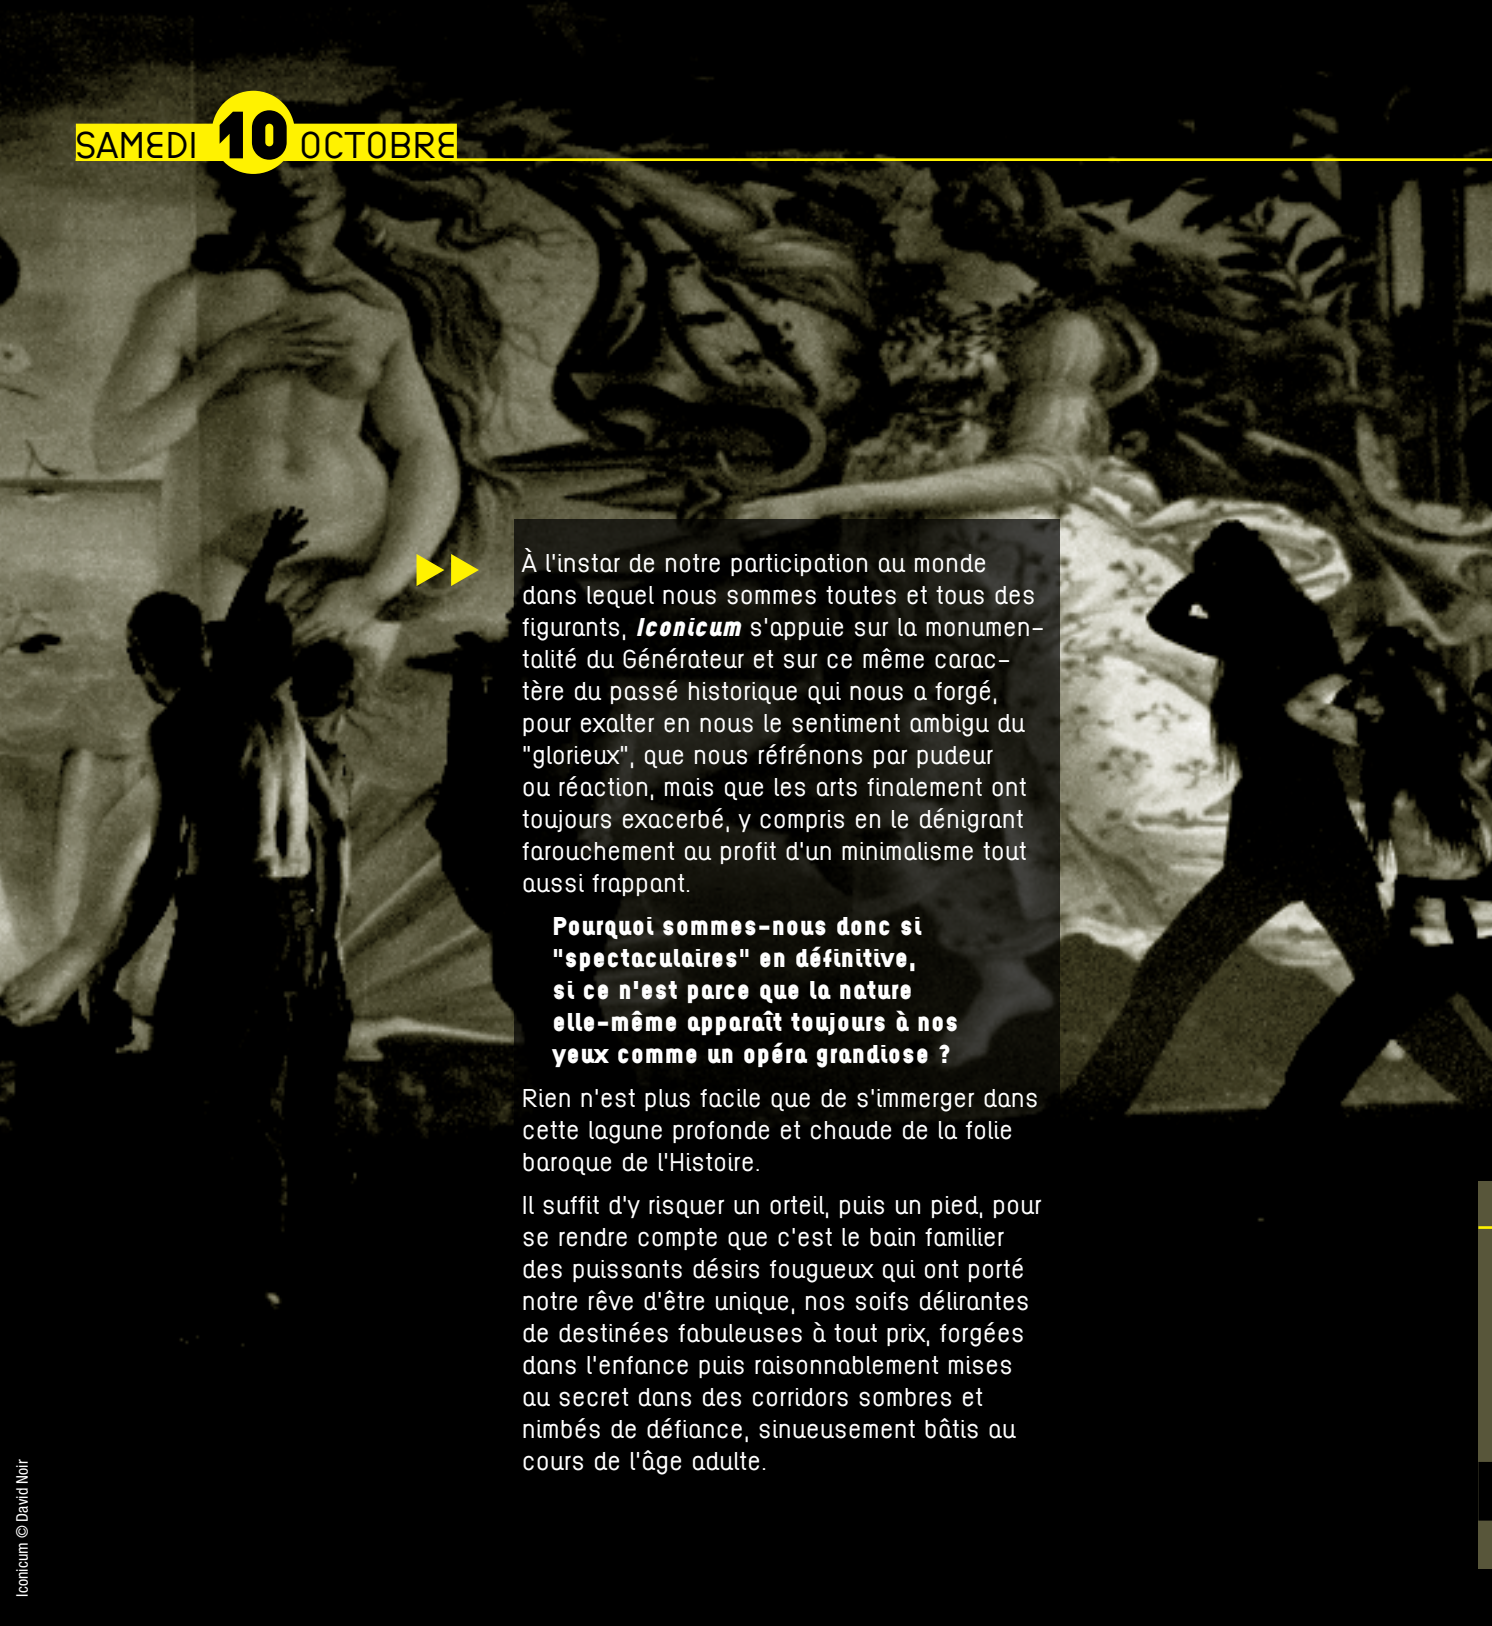 SAMEDI 10 OCTOBRE
À l'instar de notre participation au monde
dans lequel nous sommes toutes et tous des
figurants, Iconicum s'appuie sur la monumen-
talité du Générateur et sur ce même carac-
tère du passé historique qui nous a forgé,
pour exalter en nous le sentiment ambigu du
"glorieux", que nous réfrénons par pudeur
ou réaction, mais que les arts finalement ont
toujours exacerbé, y compris en le dénigrant
farouchement au profit d'un minimalisme tout
aussi frappant.
Pourquoi sommes-nous donc si
"spectaculaires" en définitive,
si ce n'est parce que la nature
elle-même apparaît toujours à nos
yeux comme un opéra grandiose ?
Rien n'est plus facile que de s'immerger dans
cette lagune profonde et chaude de la folie
baroque de l'Histoire.
Il suffit d'y risquer un orteil, puis un pied, pour
se rendre compte que c'est le bain familier
des puissants désirs fougueux qui ont porté
notre rêve d'être unique, nos soifs délirantes
de destinées fabuleuses à tout prix, forgées
dans l'enfance puis raisonnablement mises
au secret dans des corridors sombres et
nimbés de défiance, sinueusement bâtis au
cours de l'âge adulte.
Iconicum © David Noir